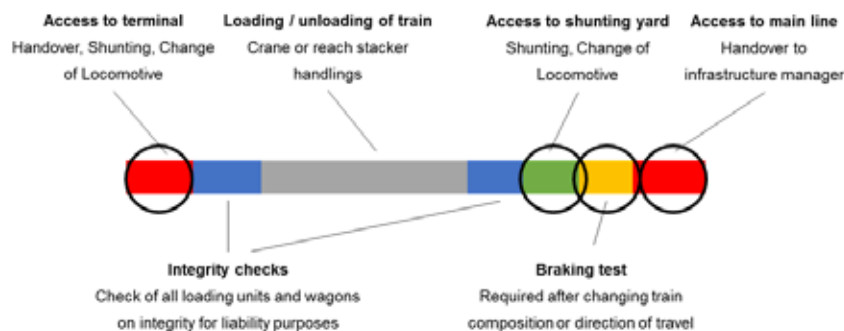 Access to terminal
Handover, Shunting, Change
of Locomotive
Loading / unloading of train
Crane or reach stacker
handlings
Access to shunting yard
Shunting, Change of
Locomotive
Access to main line
Handover to
infrastructure manager
Integrity checks
Check of all loading units and wagons
on integrity for liability purposes
Braking test
Required after changing train
composition or direction of travel